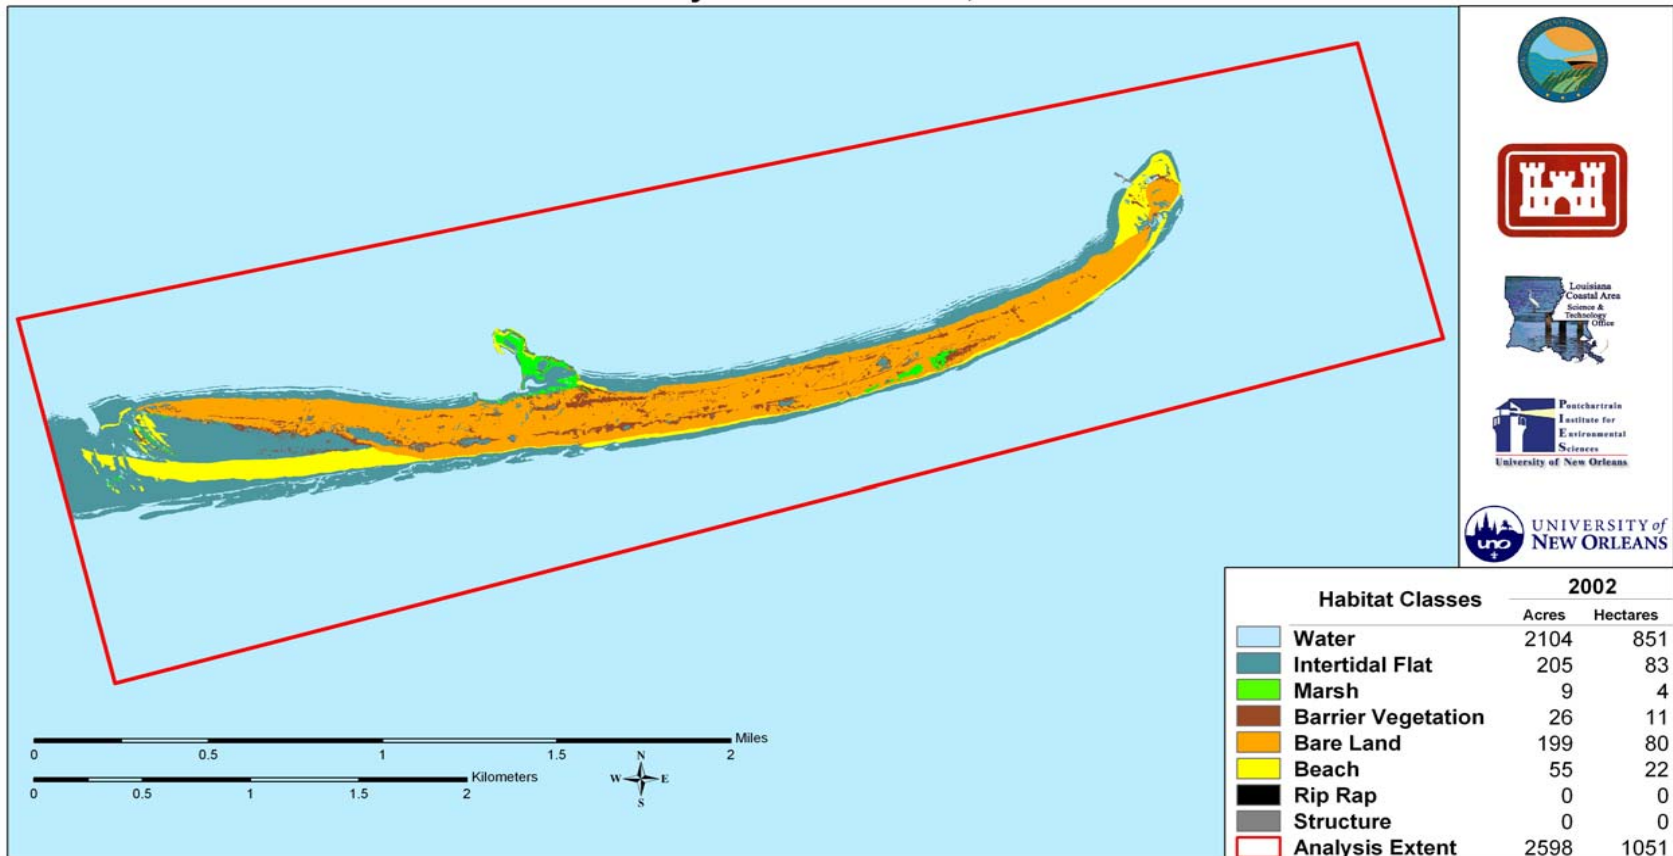 Louisiana
Coastal Area
Science &
Technology
Office
Pontchartrain
Institute for
Environmental
Sciences
University of New Orleans
uno
UNIVERSITY of
NEW ORLEANS
Habitat Classes 2002
Acres Hectares
Water 2104 851
Intertidal Flat 205 83
Marsh 9 4
Barrier Vegetation 26 11
Bare Land 199 80
Beach 55 22
Rip Rap 0 0
Structure 0 0
Analysis Extent 2598 1051
Miles
0 0.5 1 1.5 2
Kilometers
0 0.5 1 1.5 2
N
W E
S